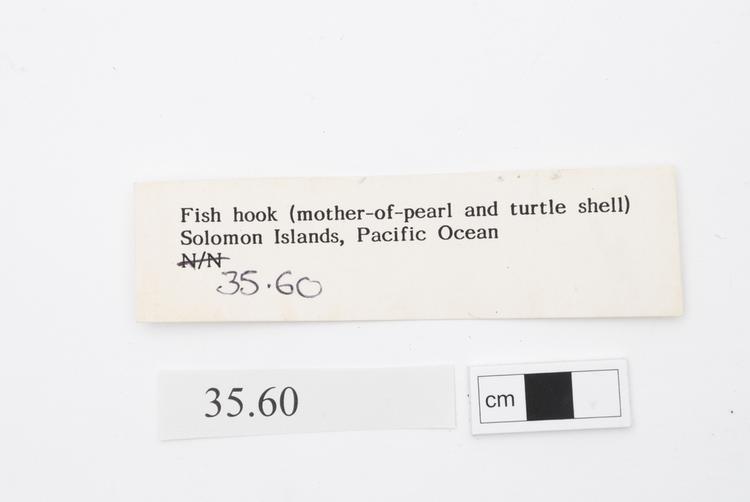 Fish hook (mother-of-pearl and turtle shell)
Solomon Islands, Pacific Ocean
N/N
35.60
35.60
cm